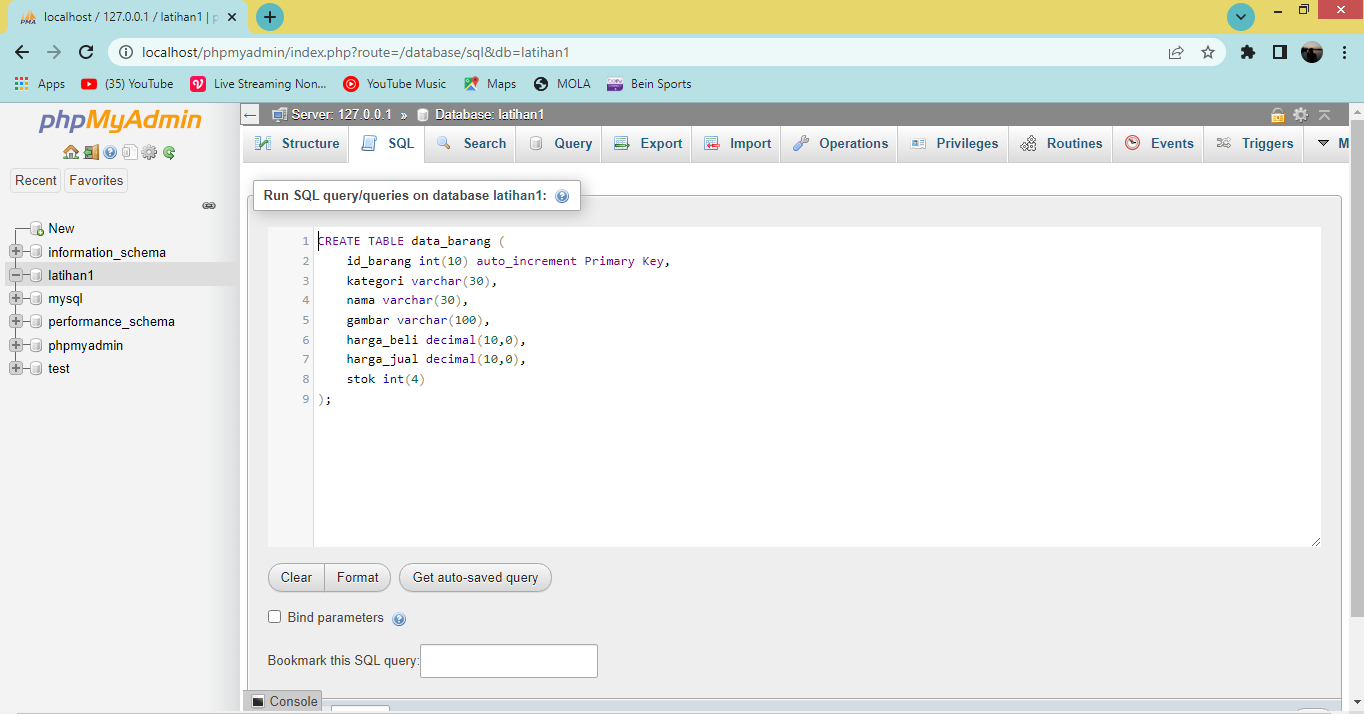 localhost / 127.0.0.1 / latihan1 | p
localhost/phpmyadmin/index.php?route=/database/sql&db=latihan1
Apps
(35) YouTube
Live Streaming Non...
YouTube Music
Maps
MOLA
Bein Sports
phpMyAdmin
Recent
Favorites
New
information_schema
latihan1
mysql
performance_schema
phpmyadmin
test
Server: 127.0.0.1 » Database: latihan1
Structure
SQL
Search
Query
Export
Import
Operations
Privileges
Routines
Events
Triggers
M
Run SQL query/queries on database latihan1:
1 CREATE TABLE data_barang (
2 id_barang int(10) auto_increment Primary Key,
3 kategori varchar(30),
4 nama varchar(30),
5 gambar varchar(100),
6 harga_beli decimal(10,0),
7 harga_jual decimal(10,0),
8 stok int(4)
9 );
Clear
Format
Get auto-saved query
Bind parameters
Bookmark this SQL query:
Console